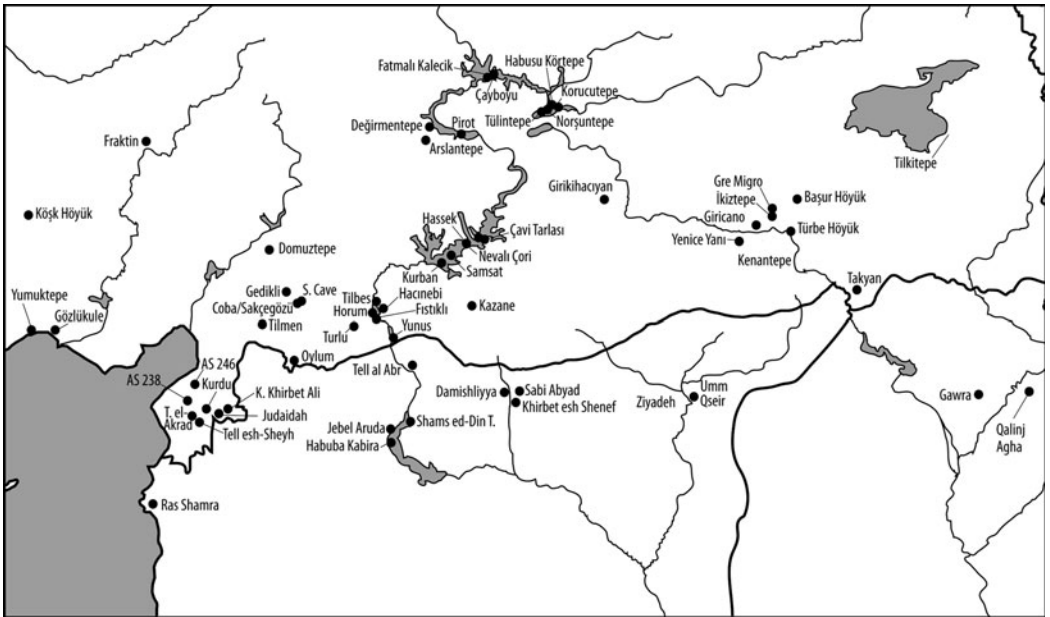 Fatmalı Kalecik
Habusu Körtepe
Çayboyu
Korucutepe
Tülintepe
Norşuntepe
Değirmentepe
Pirot
Arslantepe
Fraktin
Tilkitepe
Girikihacıyan
Gre Migro
İkiztepe
Başur Höyük
Köşk Höyük
Giricano
Türbe Höyük
Hassek
Çavi Tarlası
Yenice Yanı
Domuztepe
Nevalı Çori
Kenantepe
Samsat
Kurban
Takyan
Gedikli
S. Cave
Tilbes
Hacınebi
Coba/Sakçegözü
Horum
Fıstıklı
Kazane
Yumuktepe
Gözlükule
Tilmen
Turlu
Yunus
Oylum
AS 246
Tell al Abr
AS 238
Kurdu
K. Khirbet Ali
Damishliyya
Sabi Abyad
Umm
Qseir
Ziyadeh
Khirbet esh Shenef
Gawra
T. el-
Akrad
Judaidah
Tell esh-Sheyh
Jebel Aruda
Shams ed-Din T.
Habuba Kabira
Qalinj
Agha
Ras Shamra